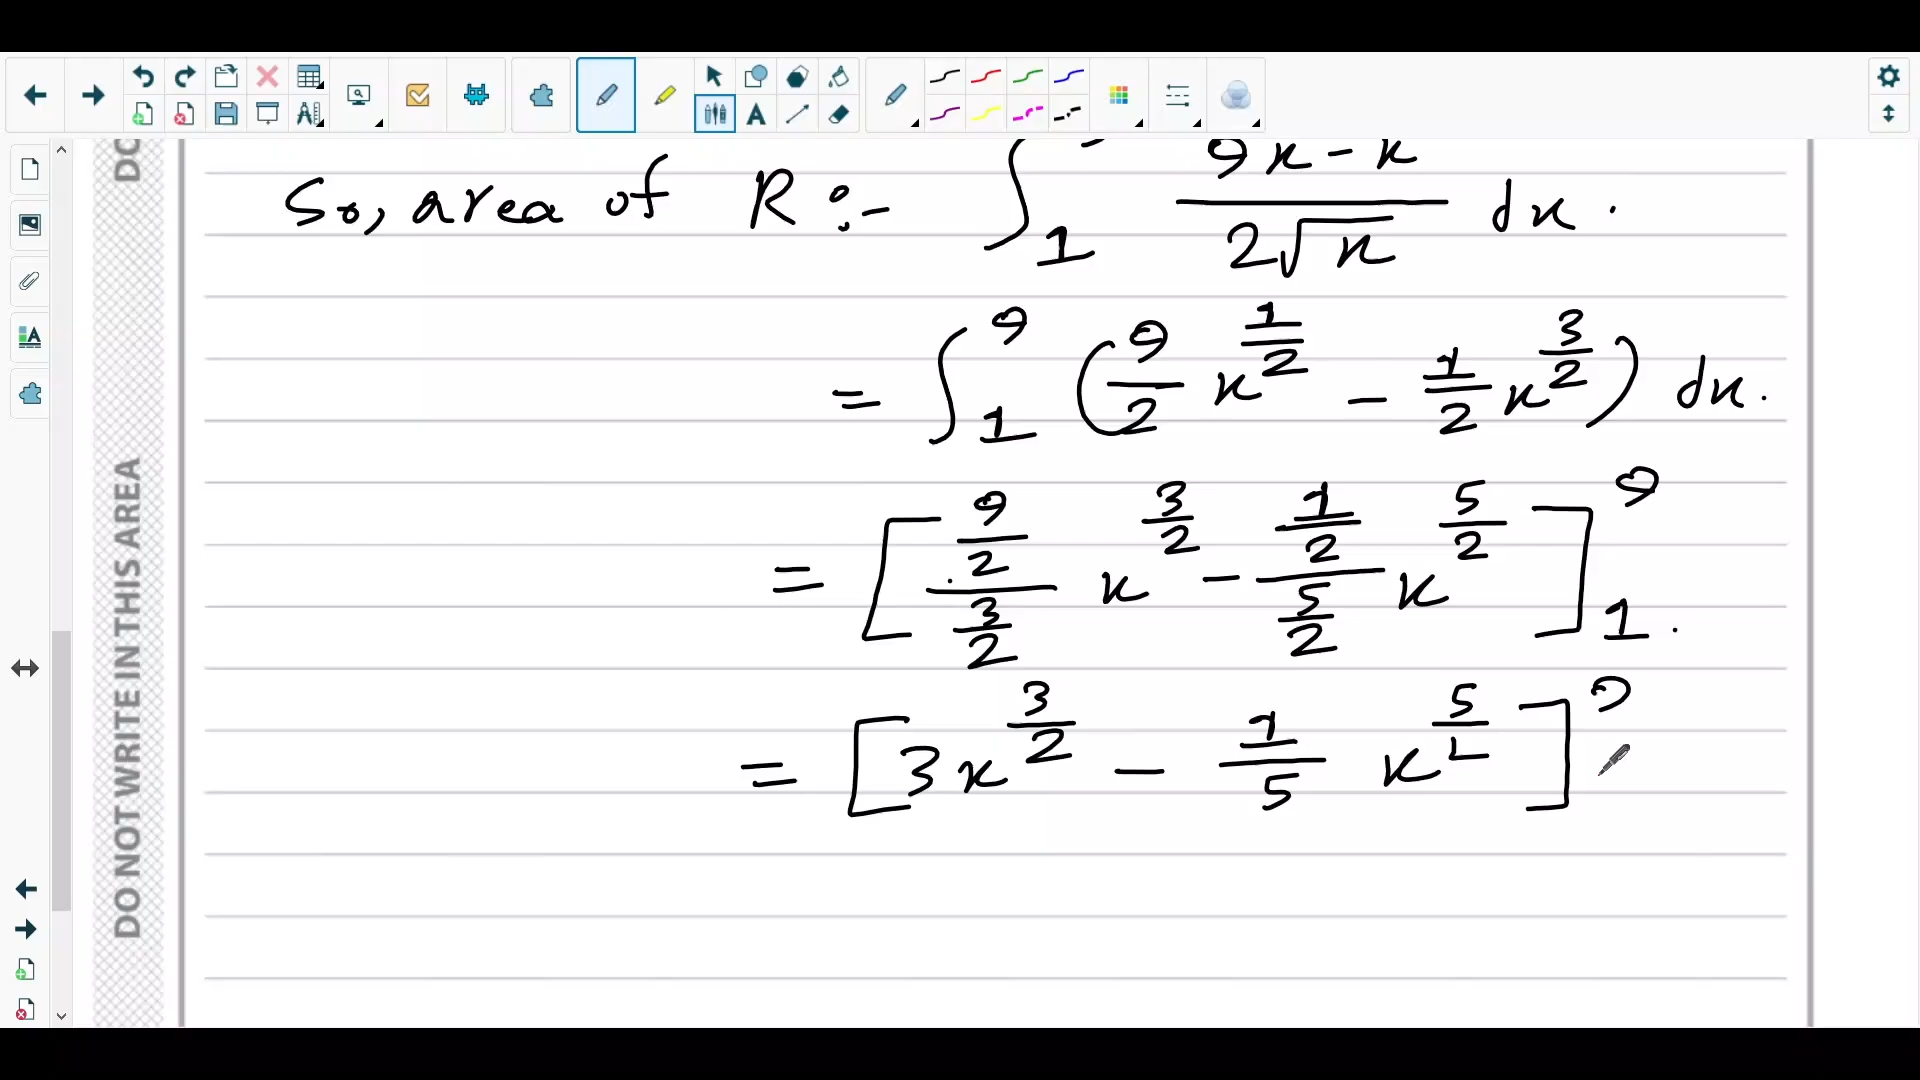 So, area of R :- ∫₁ (9x - x)/(2√x) dx.
= ∫₁⁹ (9/2 x^(1/2) - 1/2 x^(3/2)) dx.
= [(9/2)/(3/2) x^(3/2) - (1/2)/(5/2) x^(5/2)]₁⁹.
= [3x^(3/2) - 1/5 x^(5/2)]⁹
DO NOT WRITE IN THIS AREA
DO